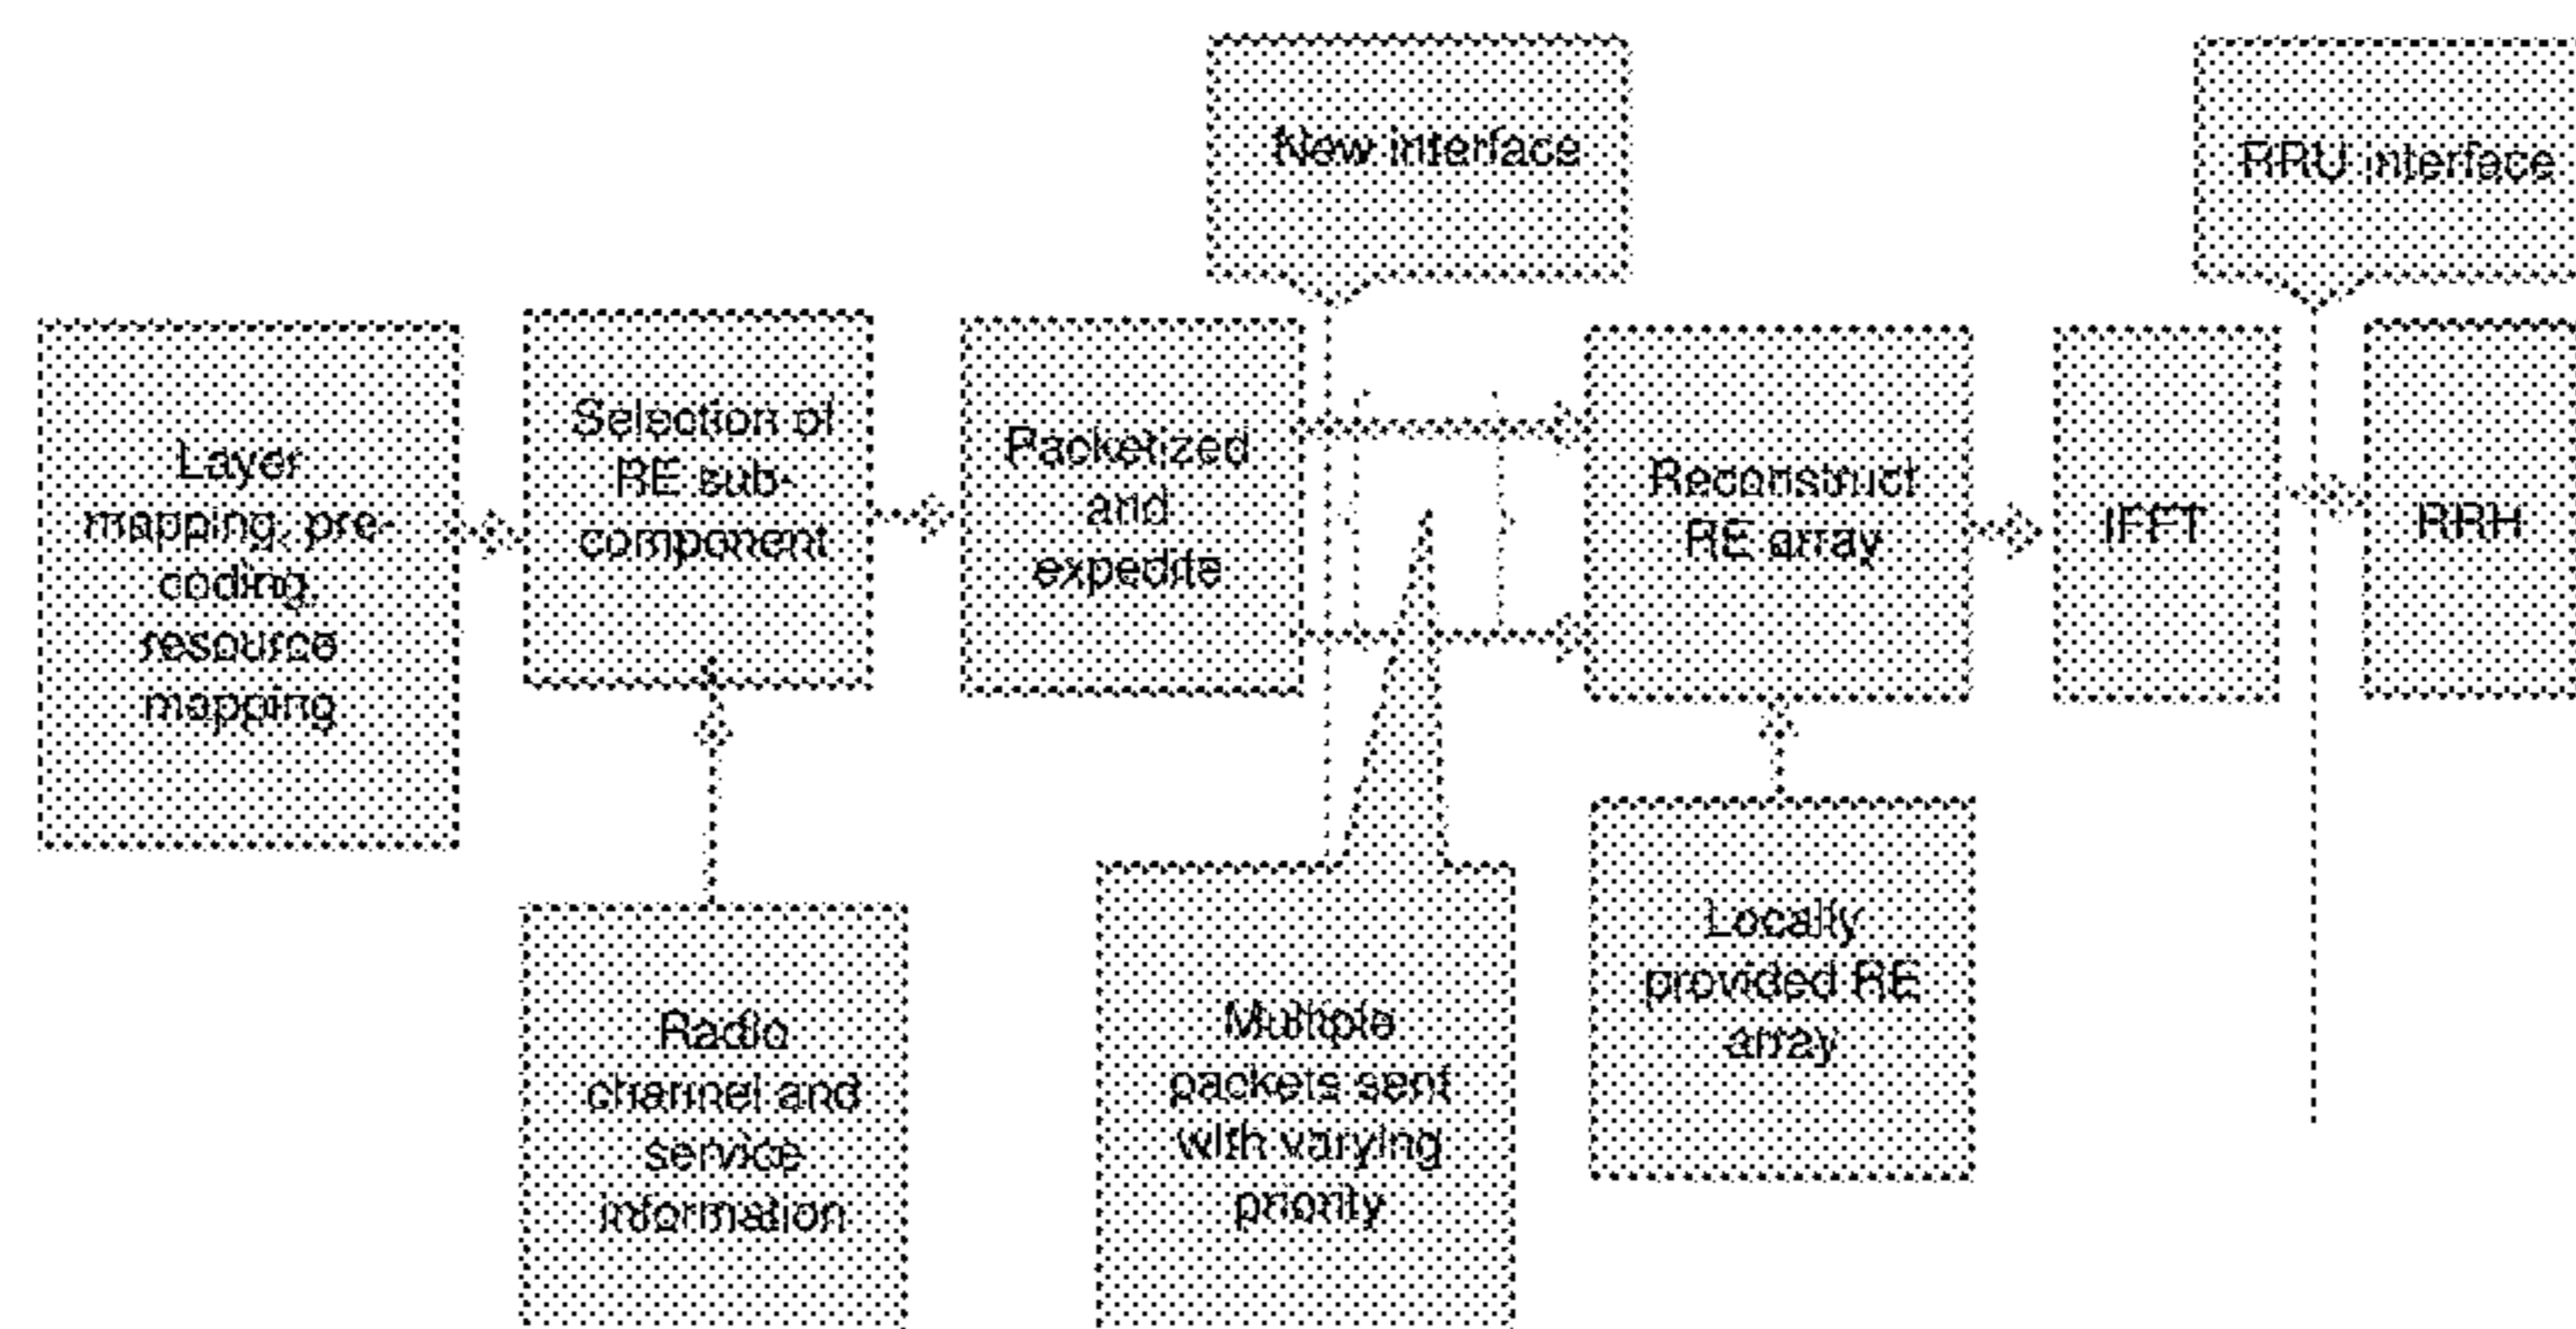 New interface
RRU interface
Layer
mapping, pre-
coding,
resource
mapping
Selection of
RE sub-
component
Packetized
and
expedite
Reconstruct
RE array
IFFT
RRH
Radio
channel and
service
information
Multiple
packets sent
with varying
priority
Locally
provided RE
array